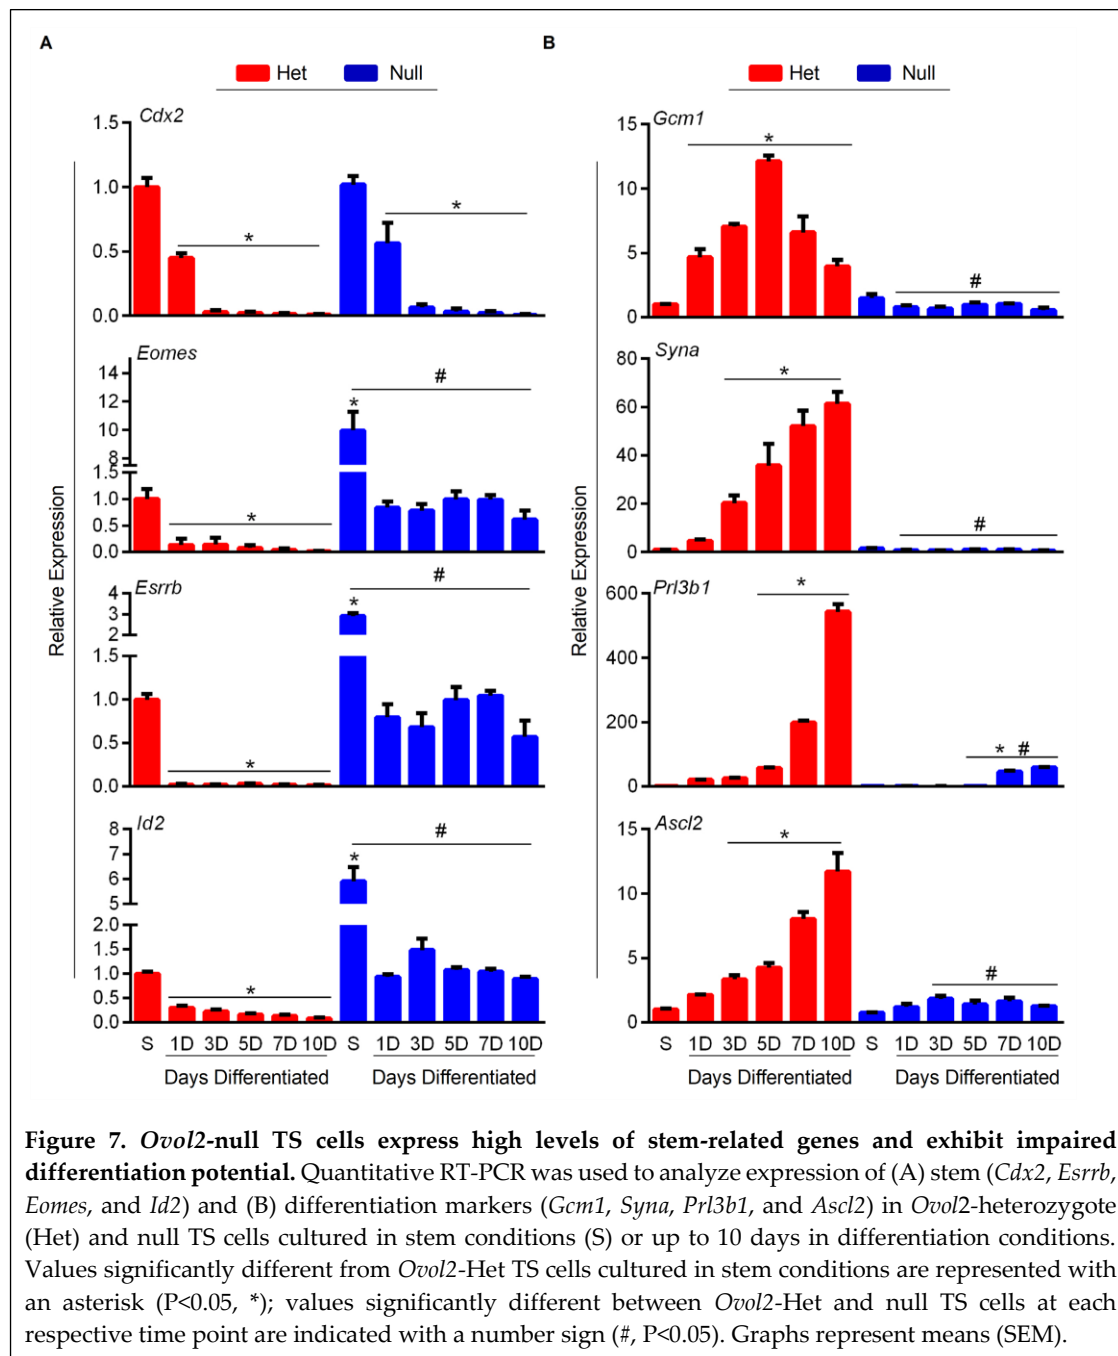 A
Het Null
Cdx2
1.5
1.0
*
*
0.5
0.0
Eomes
14
12
10
8
1.5
1.0
0.5
0.0
#
*
*
Esrrb
4
3
2
1.5
1.0
0.5
0.0
#
*
*
Id2
8
7
6
5
2.0
1.5
1.0
0.5
0.0
#
*
*
Relative Expression
S 1D 3D 5D 7D 10D S 1D 3D 5D 7D 10D
Days Differentiated Days Differentiated
B
Het Null
Gcm1
15
10
5
0
*
#
Syna
80
60
40
20
0
*
#
Prl3b1
600
400
200
0
*
* #
Ascl2
15
10
5
0
*
#
Relative Expression
S 1D 3D 5D 7D 10D S 1D 3D 5D 7D 10D
Days Differentiated Days Differentiated
Figure 7. Ovol2-null TS cells express high levels of stem-related genes and exhibit impaired
differentiation potential. Quantitative RT-PCR was used to analyze expression of (A) stem (Cdx2, Esrrb,
Eomes, and Id2) and (B) differentiation markers (Gcm1, Syna, Prl3b1, and Ascl2) in Ovol2-heterozygote
(Het) and null TS cells cultured in stem conditions (S) or up to 10 days in differentiation conditions.
Values significantly different from Ovol2-Het TS cells cultured in stem conditions are represented with
an asterisk (P<0.05, *); values significantly different between Ovol2-Het and null TS cells at each
respective time point are indicated with a number sign (#, P<0.05). Graphs represent means (SEM).